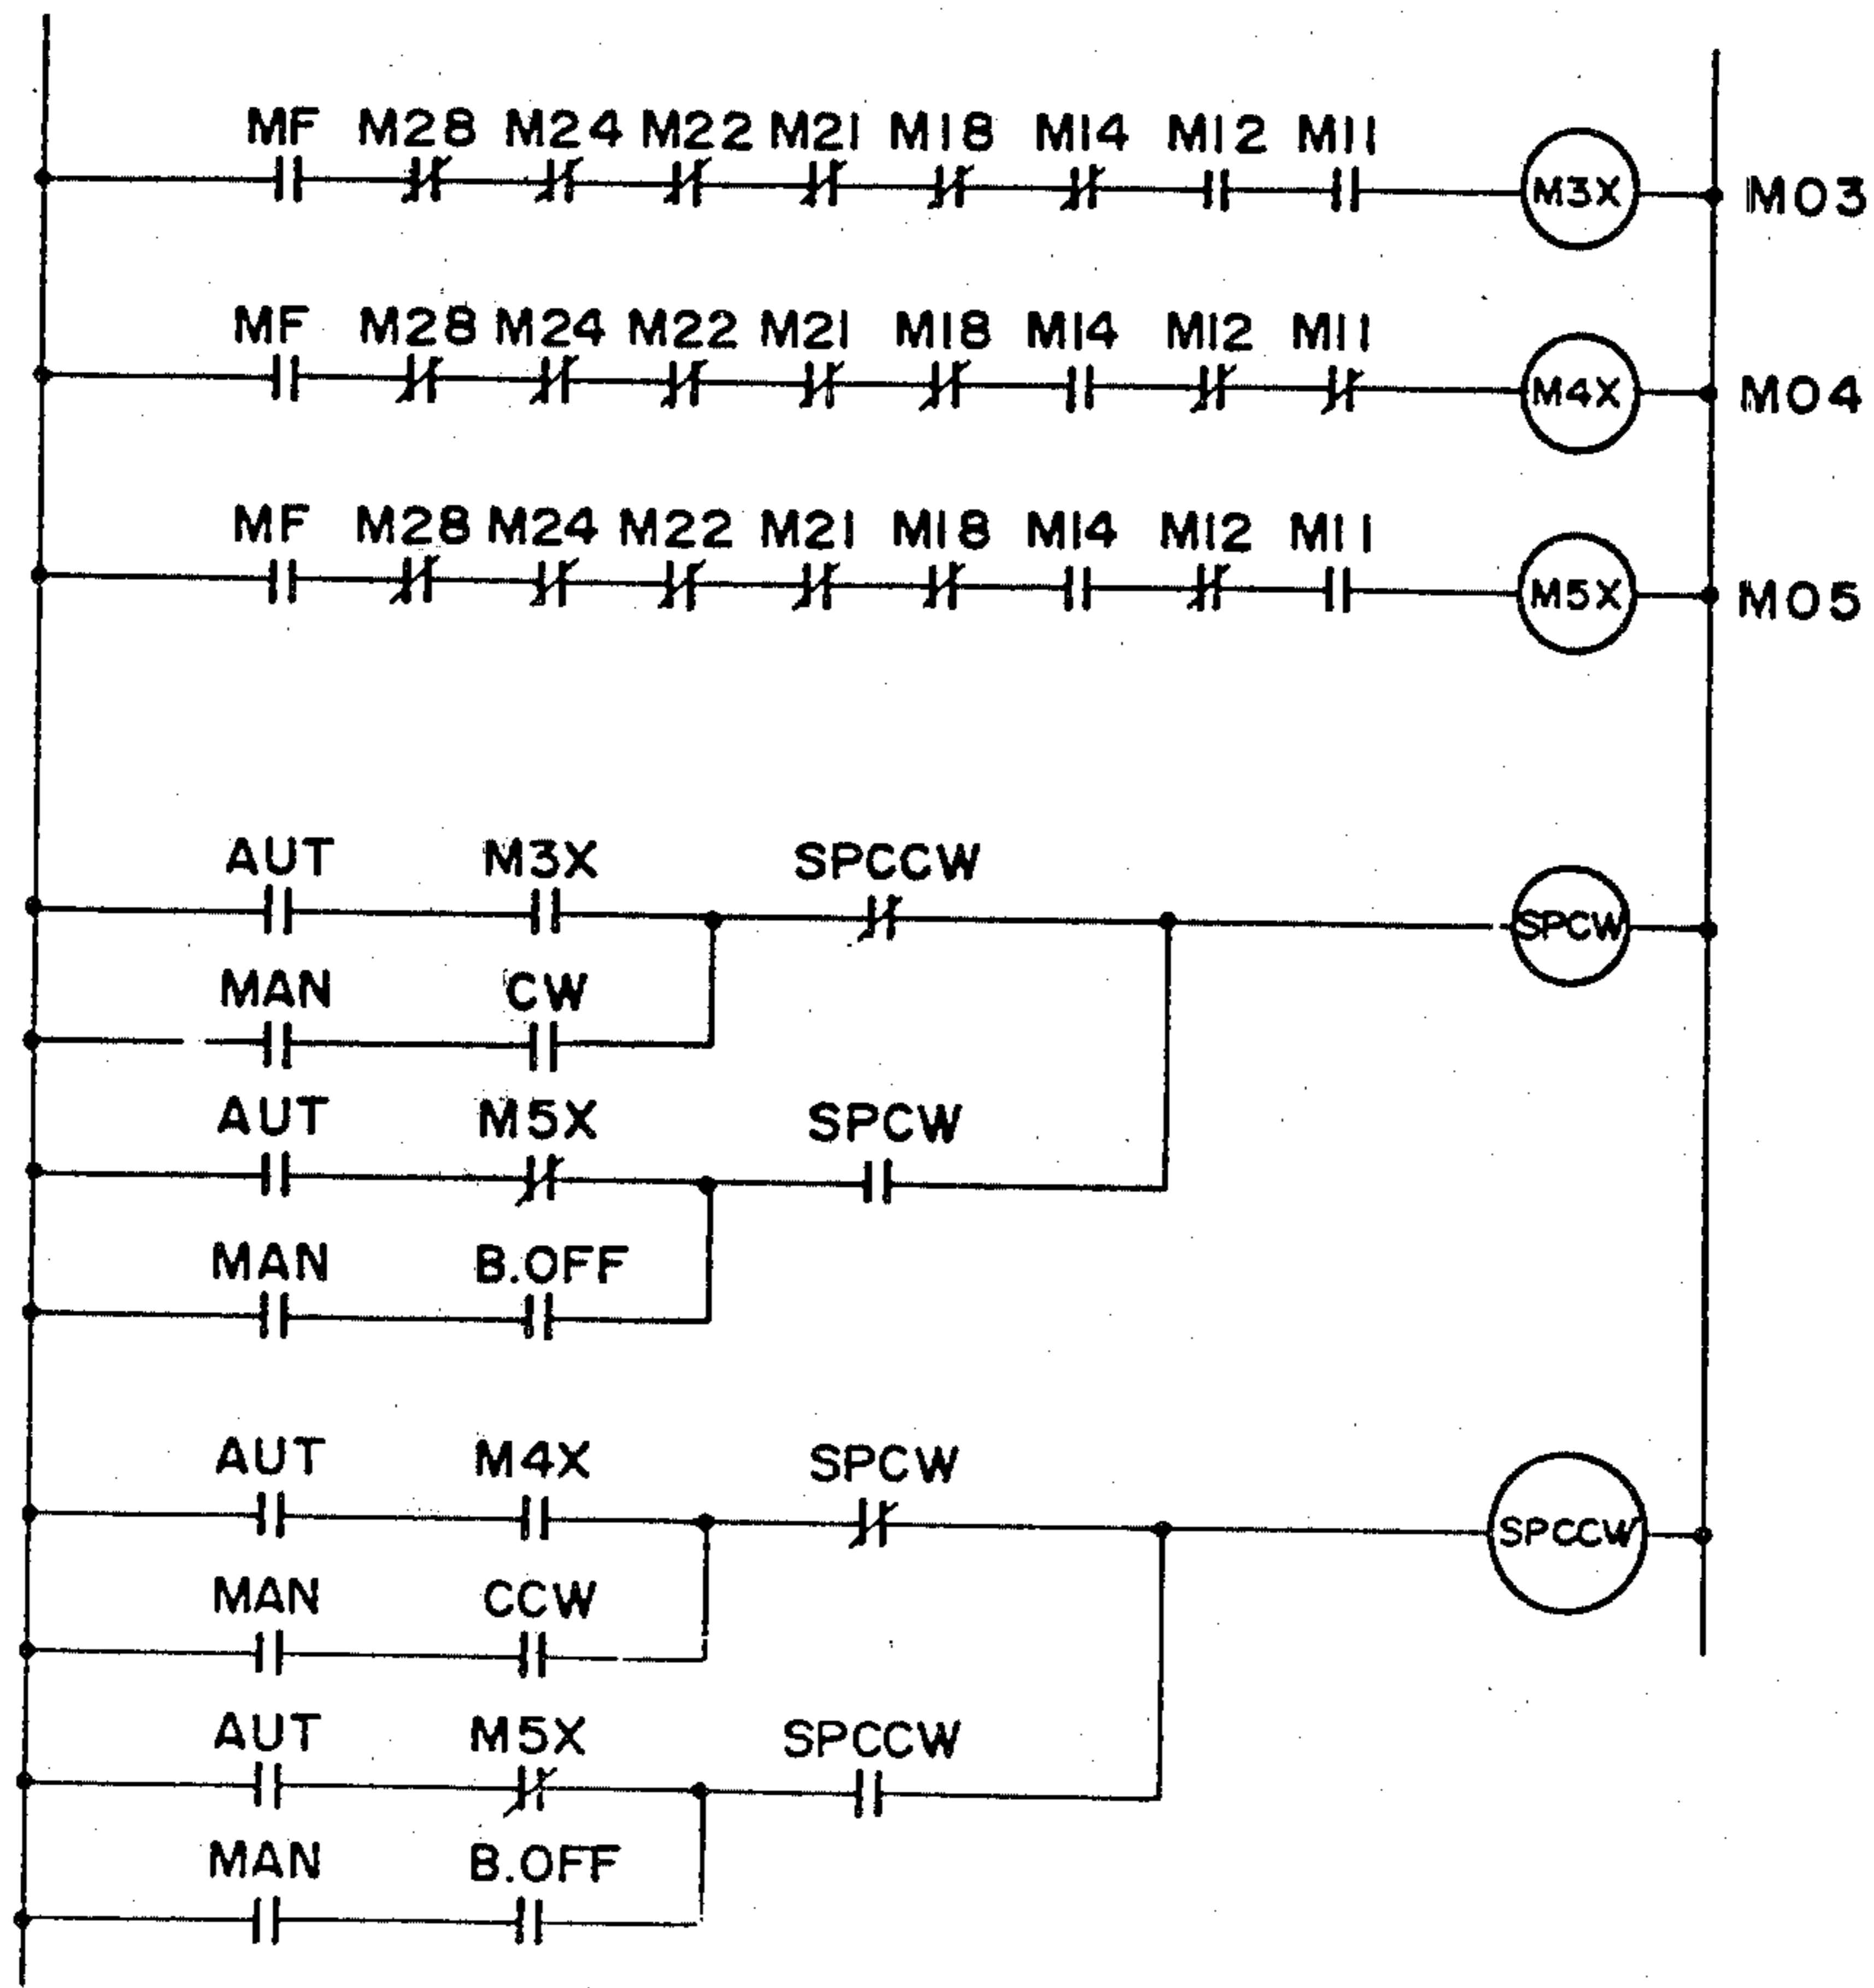 MF M28 M24 M22 M21 M18 M14 M12 M11
M3X M03
MF M28 M24 M22 M21 M18 M14 M12 M11
M4X M04
MF M28 M24 M22 M21 M18 M14 M12 M11
M5X M05
AUT M3X SPCCW
SPCW
MAN CW
AUT M5X SPCW
MAN B.OFF
AUT M4X SPCW
SPCCW
MAN CCW
AUT M5X SPCCW
MAN B.OFF